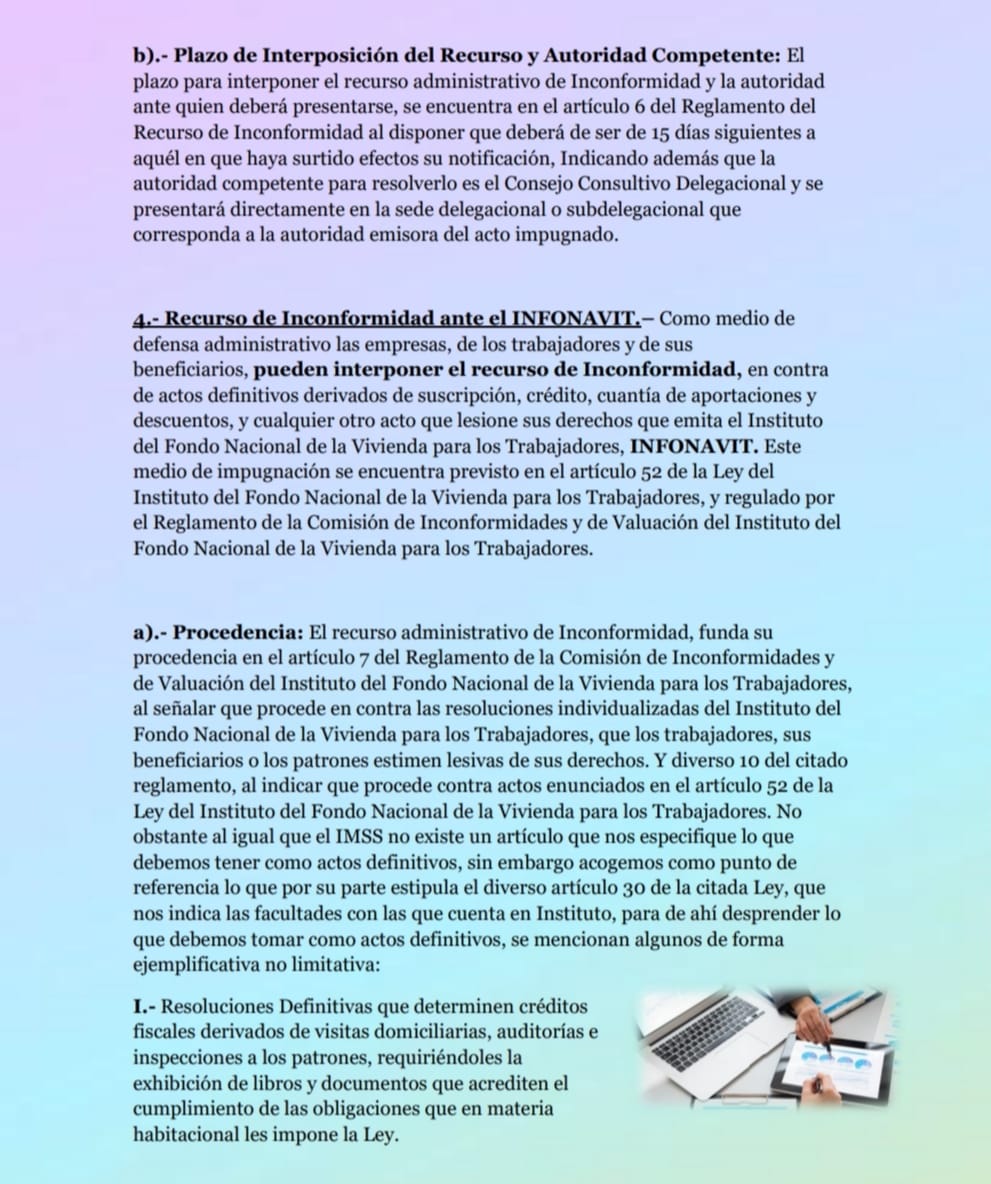 b).- Plazo de Interposición del Recurso y Autoridad Competente: El
plazo para interponer el recurso administrativo de Inconformidad y la autoridad
ante quien deberá presentarse, se encuentra en el artículo 6 del Reglamento del
Recurso de Inconformidad al disponer que deberá de ser de 15 días siguientes a
aquél en que haya surtido efectos su notificación, Indicando además que la
autoridad competente para resolverlo es el Consejo Consultivo Delegacional y se
presentará directamente en la sede delegacional o subdelegacional que
corresponda a la autoridad emisora del acto impugnado.
4.- Recurso de Inconformidad ante el INFONAVIT.– Como medio de
defensa administrativo las empresas, de los trabajadores y de sus
beneficiarios, pueden interponer el recurso de Inconformidad, en contra
de actos definitivos derivados de suscripción, crédito, cuantía de aportaciones y
descuentos, y cualquier otro acto que lesione sus derechos que emita el Instituto
del Fondo Nacional de la Vivienda para los Trabajadores, INFONAVIT. Este
medio de impugnación se encuentra previsto en el artículo 52 de la Ley del
Instituto del Fondo Nacional de la Vivienda para los Trabajadores, y regulado por
el Reglamento de la Comisión de Inconformidades y de Valuación del Instituto del
Fondo Nacional de la Vivienda para los Trabajadores.
a).- Procedencia: El recurso administrativo de Inconformidad, funda su
procedencia en el artículo 7 del Reglamento de la Comisión de Inconformidades y
de Valuación del Instituto del Fondo Nacional de la Vivienda para los Trabajadores,
al señalar que procede en contra las resoluciones individualizadas del Instituto del
Fondo Nacional de la Vivienda para los Trabajadores, que los trabajadores, sus
beneficiarios o los patrones estimen lesivas de sus derechos. Y diverso 10 del citado
reglamento, al indicar que procede contra actos enunciados en el artículo 52 de la
Ley del Instituto del Fondo Nacional de la Vivienda para los Trabajadores. No
obstante al igual que el IMSS no existe un artículo que nos especifique lo que
debemos tener como actos definitivos, sin embargo acogemos como punto de
referencia lo que por su parte estipula el diverso artículo 30 de la citada Ley, que
nos indica las facultades con las que cuenta en Instituto, para de ahí desprender lo
que debemos tomar como actos definitivos, se mencionan algunos de forma
ejemplificativa no limitativa:
I.- Resoluciones Definitivas que determinen créditos
fiscales derivados de visitas domiciliarias, auditorías e
inspecciones a los patrones, requiriéndoles la
exhibición de libros y documentos que acrediten el
cumplimiento de las obligaciones que en materia
habitacional les impone la Ley.